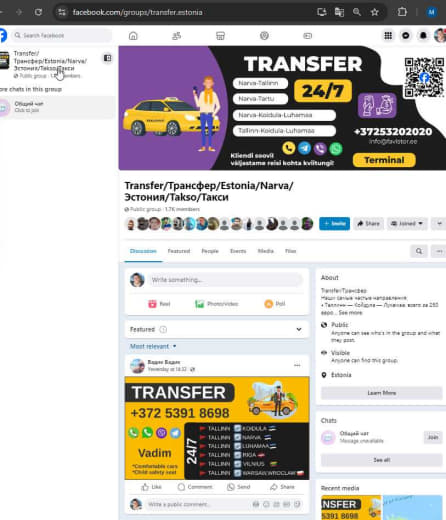 facebook.com/groups/transfer.estonia
Search Facebook
Transfer/
Трансфер/Estonia/Narva/
Эстония/Takso/Такси
Public group
members
chats in this group
Общий чат
Click to join
TRANSFER
Narva-Tallinn
Narva-Tartu
24/7
Narva-Koidula-Luhamaa
Tallinn-Koidula-Luhamaa
+37253202020
info@favistor.ee
Kliendi soovil
väljastame reisi kohta kviitungi!
Terminal
Transfer/Трансфер/Estonia/Narva/
Эстония/Takso/Такси
Public group · 1.7K members
+ Invite
Share
Joined
Discussion
Featured
People
Events
Media
Files
Write something...
Reel
Photo/Video
Poll
Featured
Most relevant
Вадим Вадим
Yesterday at 18:32
TRANSFER
+372 5391 8698
24/7
TALLINN KOIDULA
TALLINN NARVA
TALLINN LUHAMAA
TALLINN RIGA
TALLINN VILNIUS
TALLINN WARSAW,WROCLAW
Vadim
*Comfortable cars
*Child safety seat
Like
Comment
Send
Share
Write a public comment...
About
Transfer/Трансфер
Наши самые частые направления:
• Таллинн — Койдула — Лухамаа: всего за 250
евро... See more
Public
Anyone can see who's in the group and what
they post.
Visible
Anyone can find this group.
Estonia
Learn More
Chats
Общий чат
Message unavailable
Join
See all
Recent media
NSFER